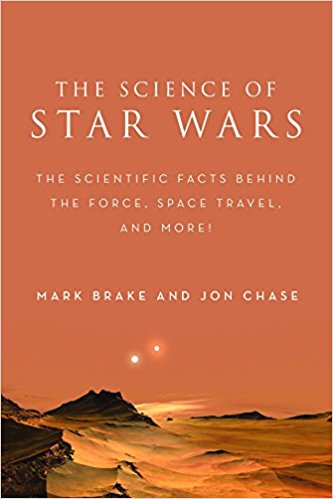 THE SCIENCE OF
STAR WARS
THE SCIENTIFIC FACTS BEHIND
THE FORCE, SPACE TRAVEL,
AND MORE!
MARK BRAKE AND JON CHASE